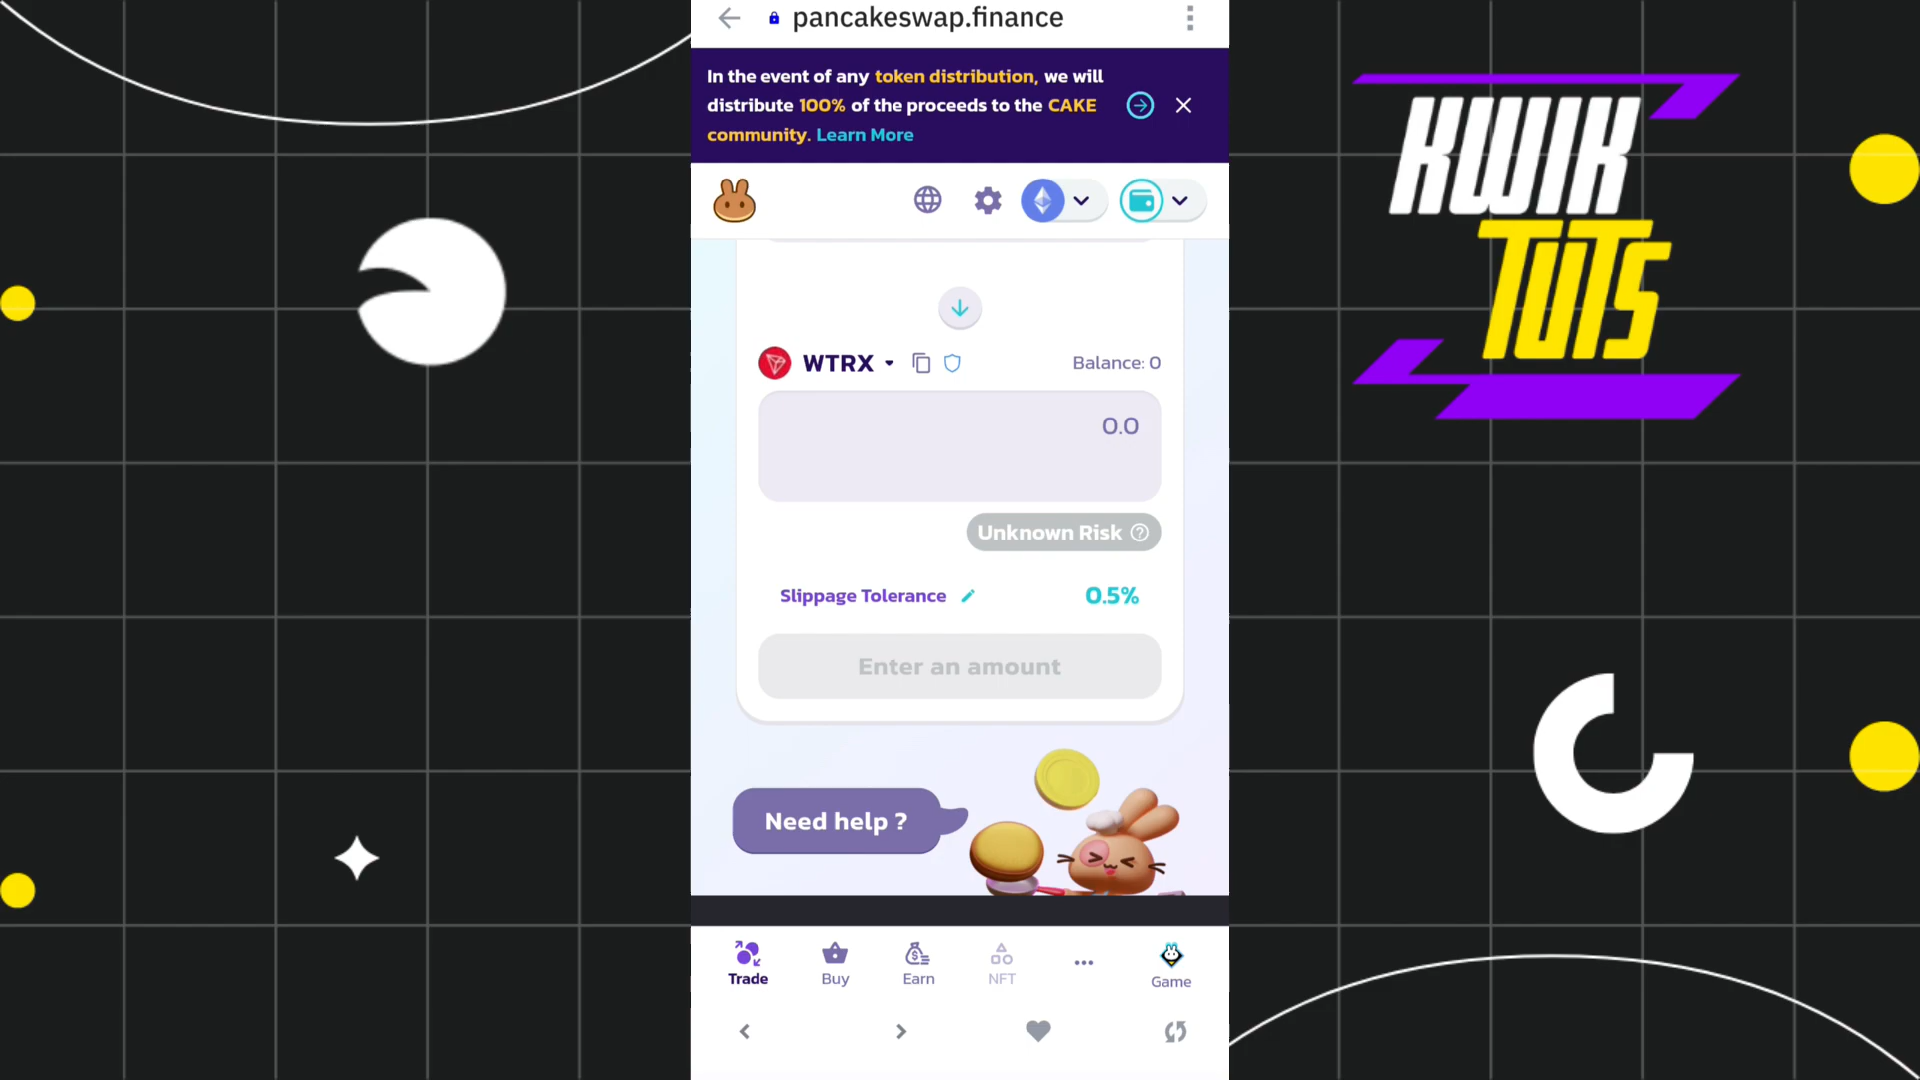 pancakeswap.finance
In the event of any token distribution, we will
distribute 100% of the proceeds to the CAKE
community. Learn More
WTRX
Balance: 0
0.0
Unknown Risk
Slippage Tolerance
0.5%
Enter an amount
Need help ?
Trade
Buy
Earn
NFT
Game
KWIK
TUTS